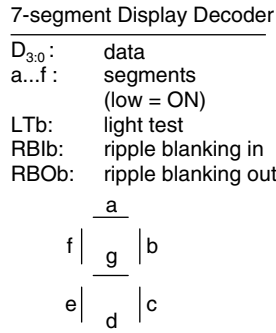 7-segment Display Decoder
D3:0 : data
a...f : segments
(low = ON)
LTb: light test
RBIb: ripple blanking in
RBOb: ripple blanking out
a
f g b
e c
d